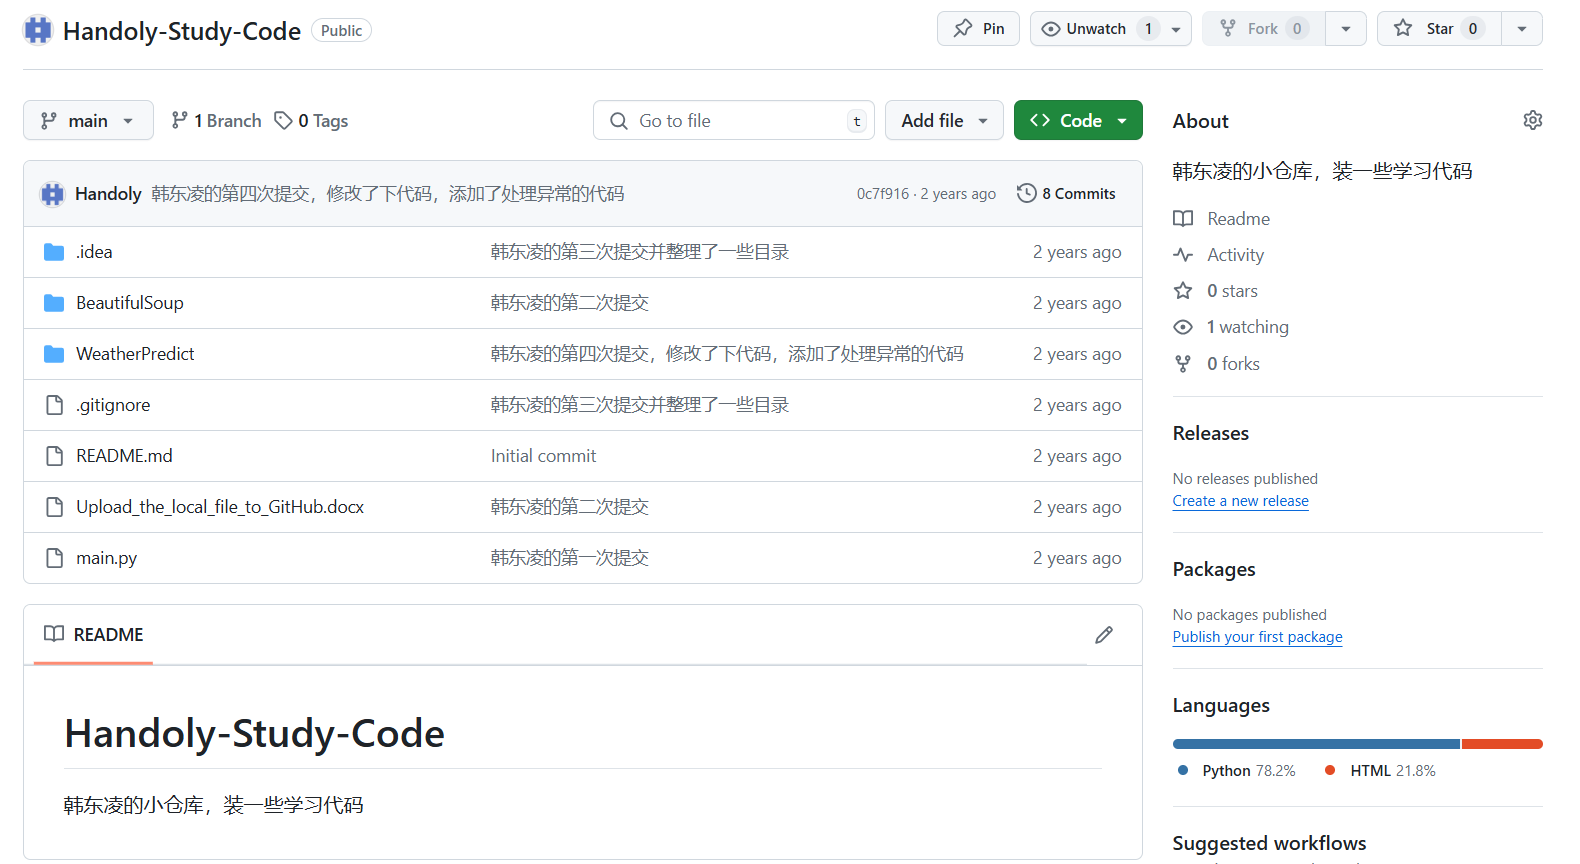 Handoly-Study-Code Public Pin Unwatch 1 Fork 0 Star 0
main 1 Branch 0 Tags Go to file t Add file Code
Handoly 韩东凌的第四次提交，修改了下代码，添加了处理异常的代码 0c7f916 · 2 years ago 8 Commits
.idea 韩东凌的第三次提交并整理了一些目录 2 years ago
BeautifulSoup 韩东凌的第二次提交 2 years ago
WeatherPredict 韩东凌的第四次提交，修改了下代码，添加了处理异常的代码 2 years ago
.gitignore 韩东凌的第三次提交并整理了一些目录 2 years ago
README.md Initial commit 2 years ago
Upload_the_local_file_to_GitHub.docx 韩东凌的第二次提交 2 years ago
main.py 韩东凌的第一次提交 2 years ago
README
Handoly-Study-Code
韩东凌的小仓库，装一些学习代码
About
韩东凌的小仓库，装一些学习代码
Readme
Activity
0 stars
1 watching
0 forks
Releases
No releases published
Create a new release
Packages
No packages published
Publish your first package
Languages
Python 78.2% HTML 21.8%
Suggested workflows